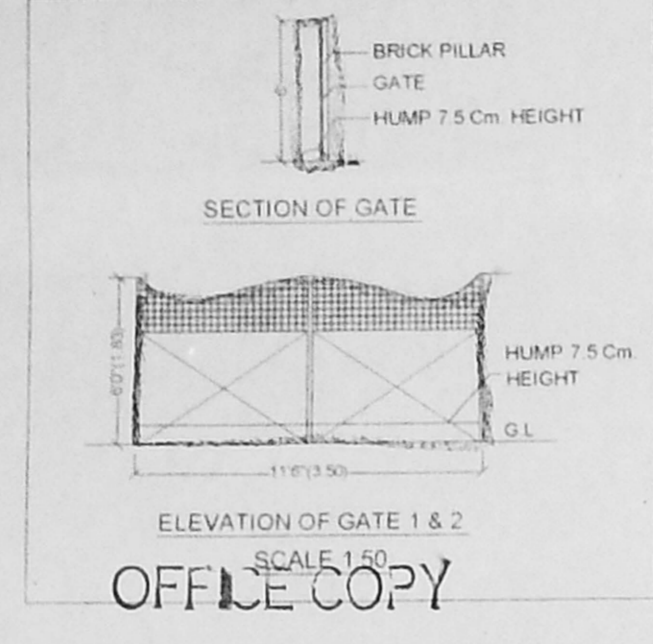 BRICK PILLAR
GATE
HUMP 7.5 Cm. HEIGHT
SECTION OF GATE
6'0"(1.83)
HUMP 7.5 Cm.
HEIGHT
G.L
11'6"(3.50)
ELEVATION OF GATE 1 & 2
SCALE 1:50
OFFICE COPY